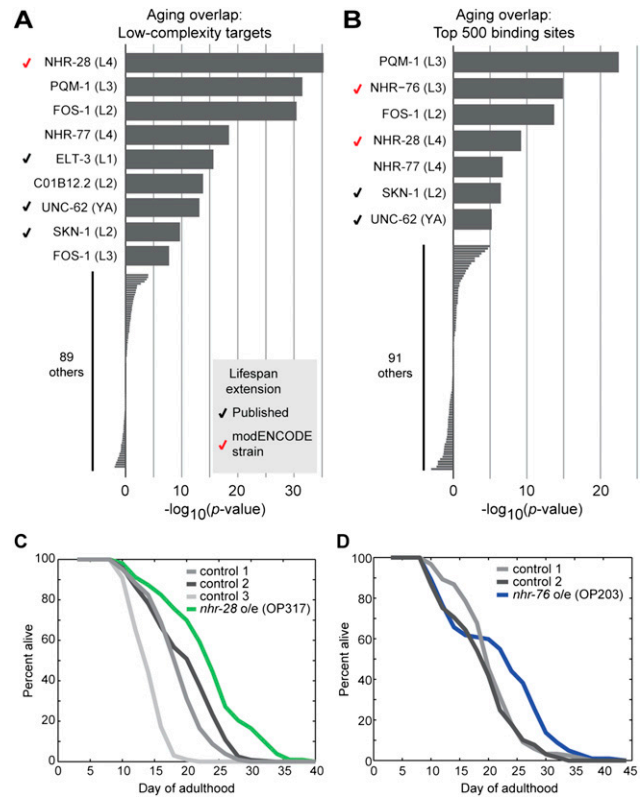 A
Aging overlap:
Low-complexity targets
NHR-28 (L4)
PQM-1 (L3)
FOS-1 (L2)
NHR-77 (L4)
ELT-3 (L1)
C01B12.2 (L2)
UNC-62 (YA)
SKN-1 (L2)
FOS-1 (L3)
89
others
Lifespan
extension
Published
modENCODE
strain
0 10 20 30
-log10(p-value)
B
Aging overlap:
Top 500 binding sites
PQM-1 (L3)
NHR-76 (L3)
FOS-1 (L2)
NHR-28 (L4)
NHR-77 (L4)
SKN-1 (L2)
UNC-62 (YA)
91
others
0 10 20
-log10(p-value)
C
control 1
control 2
control 3
nhr-28 o/e (OP317)
Percent alive
100
80
60
40
20
0
0 5 10 15 20 25 30 35 40
Day of adulthood
D
control 1
control 2
nhr-76 o/e (OP203)
Percent alive
100
80
60
40
20
0
0 5 10 15 20 25 30 35 40 45
Day of adulthood